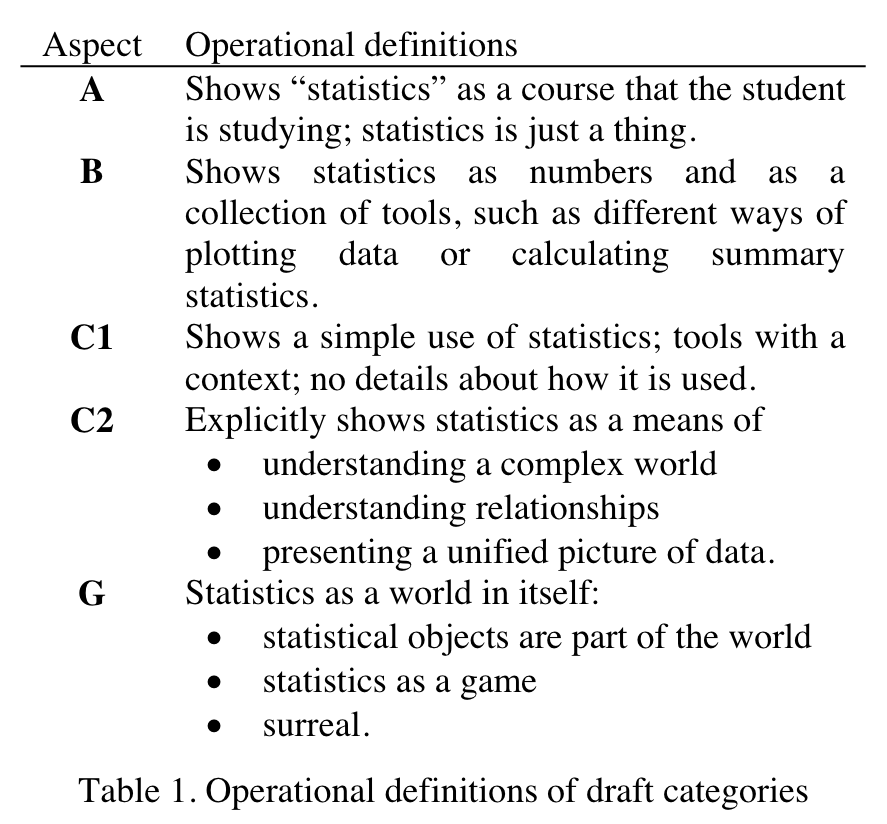 Aspect Operational definitions
A Shows “statistics” as a course that the student
is studying; statistics is just a thing.
B Shows statistics as numbers and as a
collection of tools, such as different ways of
plotting data or calculating summary
statistics.
C1 Shows a simple use of statistics; tools with a
context; no details about how it is used.
C2 Explicitly shows statistics as a means of
• understanding a complex world
• understanding relationships
• presenting a unified picture of data.
G Statistics as a world in itself:
• statistical objects are part of the world
• statistics as a game
• surreal.
Table 1. Operational definitions of draft categories